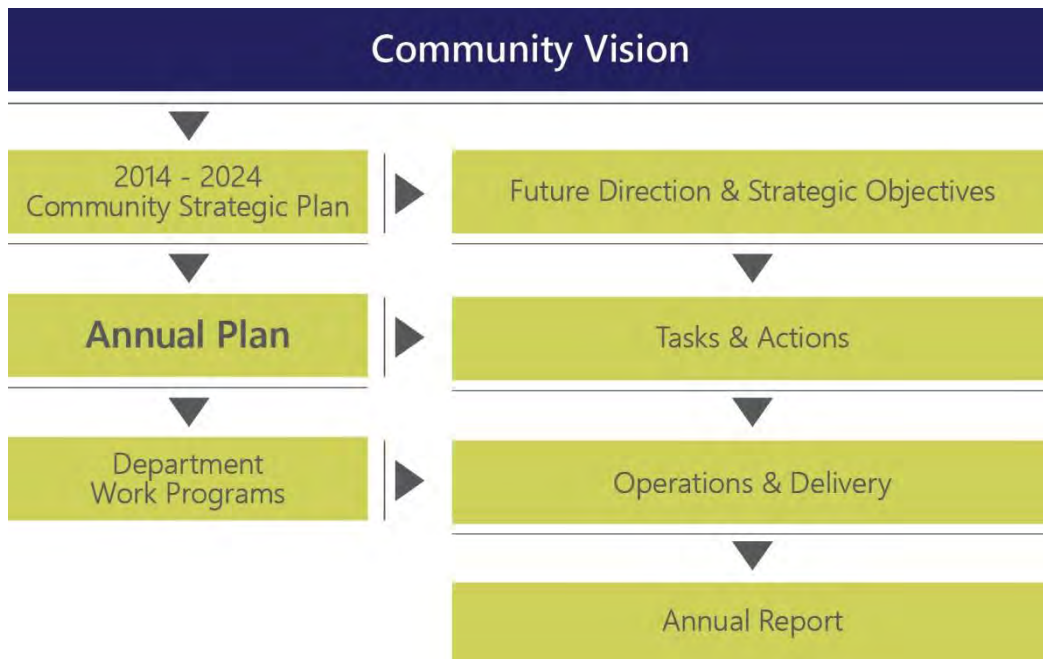 Community Vision
2014 - 2024
Community Strategic Plan
Future Direction & Strategic Objectives
Annual Plan
Tasks & Actions
Department
Work Programs
Operations & Delivery
Annual Report